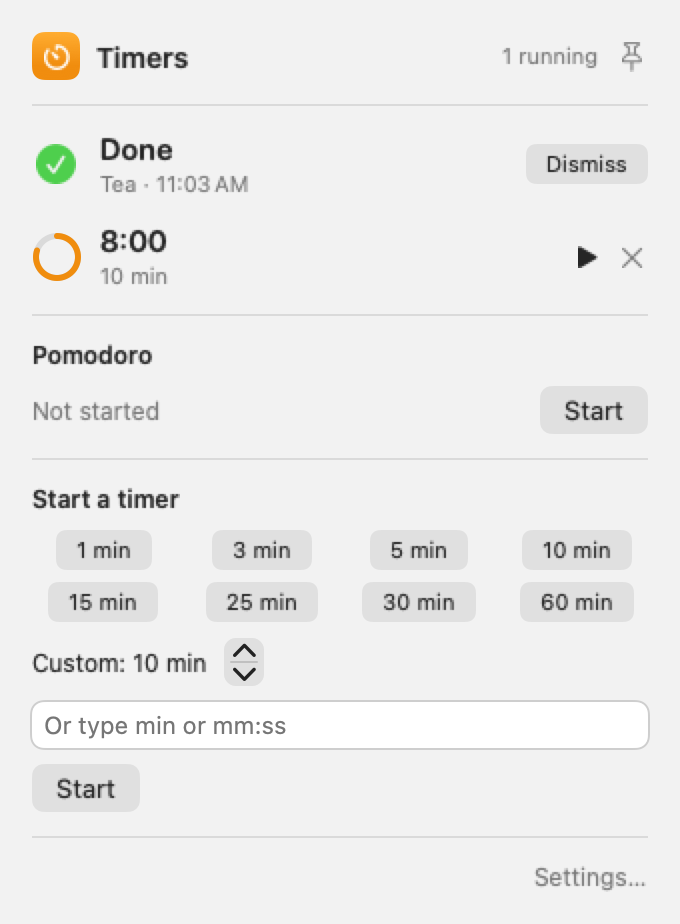 Timers
1 running
Done
Tea · 11:03 AM
Dismiss
8:00
10 min
Pomodoro
Not started
Start
Start a timer
1 min
3 min
5 min
10 min
15 min
25 min
30 min
60 min
Custom: 10 min
Or type min or mm:ss
Start
Settings...